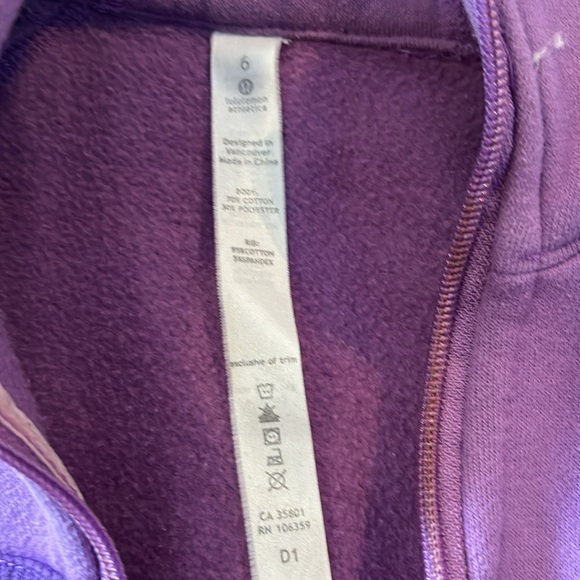 6
lululemon
athletica
Designed in
Vancouver
Made in China
BODY:
70% COTTON
30% POLYESTER
RIB:
95%COTTON
5%SPANDEX
exclusive of trim
CA 35801
RN 106359
D1